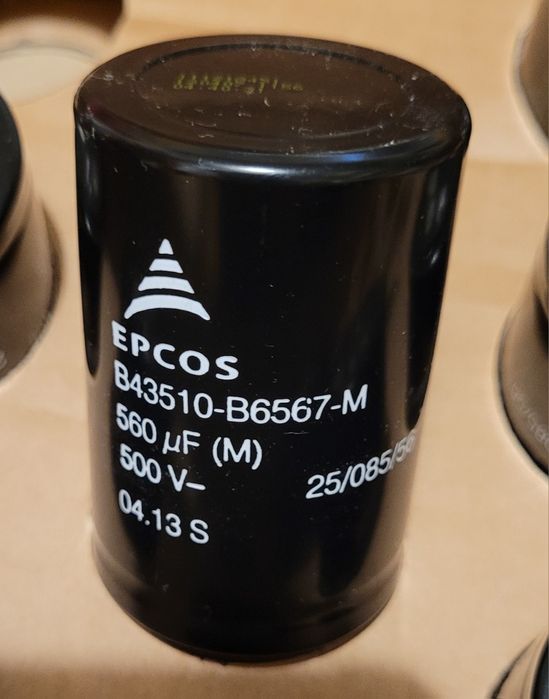 EPCOS
B43510-B6567-M
560 µF (M)
500 V–
04.13 S
25/085/56